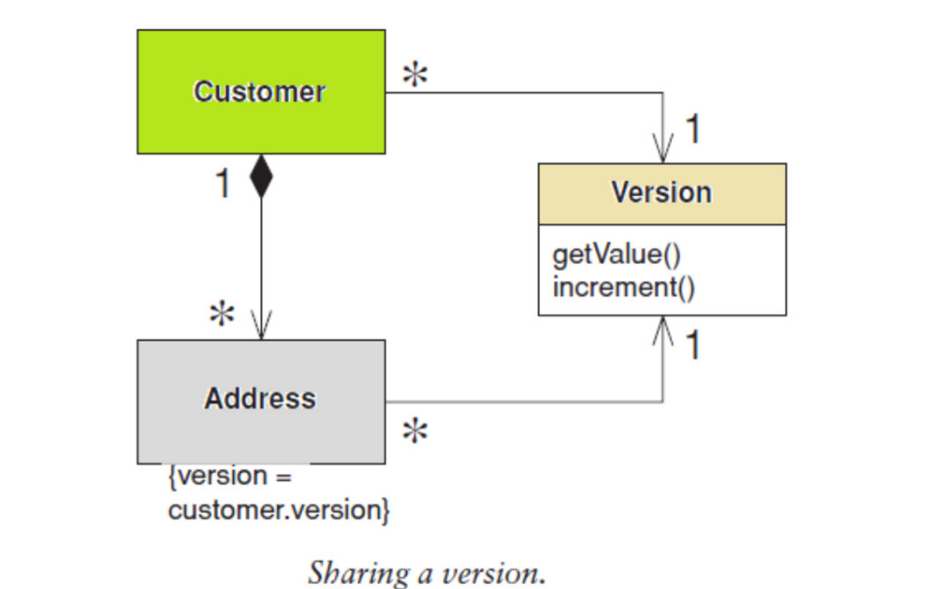 Customer
*
1
1
Version
getValue()
increment()
*
1
Address
*
{version =
customer.version}
Sharing a version.